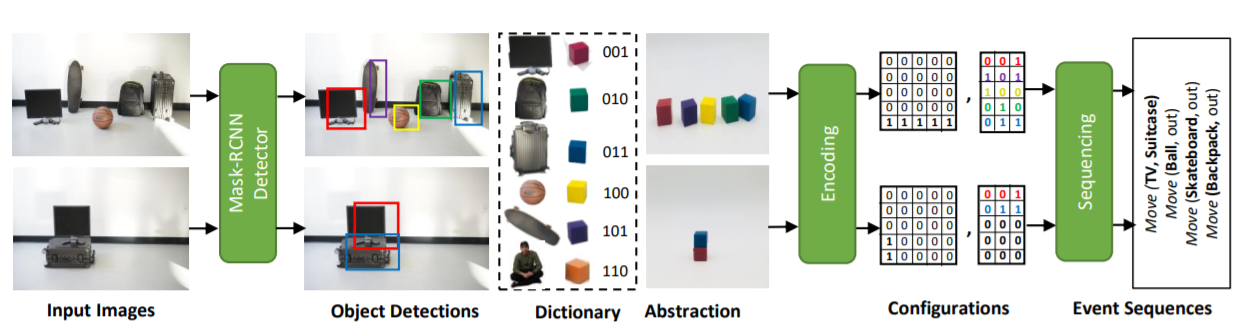 Mask-RCNN
Detector
001
010
011
100
101
110
Encoding
0 0 0 0 0
0 0 0 0 0
0 0 0 0 0
0 0 0 0 0
1 1 1 1 1
,
0 0 1
1 0 1
1 0 0
0 1 0
0 1 1
0 0 0 0 0
0 0 0 0 0
0 0 0 0 0
1 0 0 0 0
1 0 0 0 0
,
0 0 1
0 1 1
0 0 0
0 0 0
0 0 0
Sequencing
Move (TV, Suitcase)
Move (Ball, out)
Move (Skateboard, out)
Move (Backpack, out)
Input Images
Object Detections
Dictionary
Abstraction
Configurations
Event Sequences